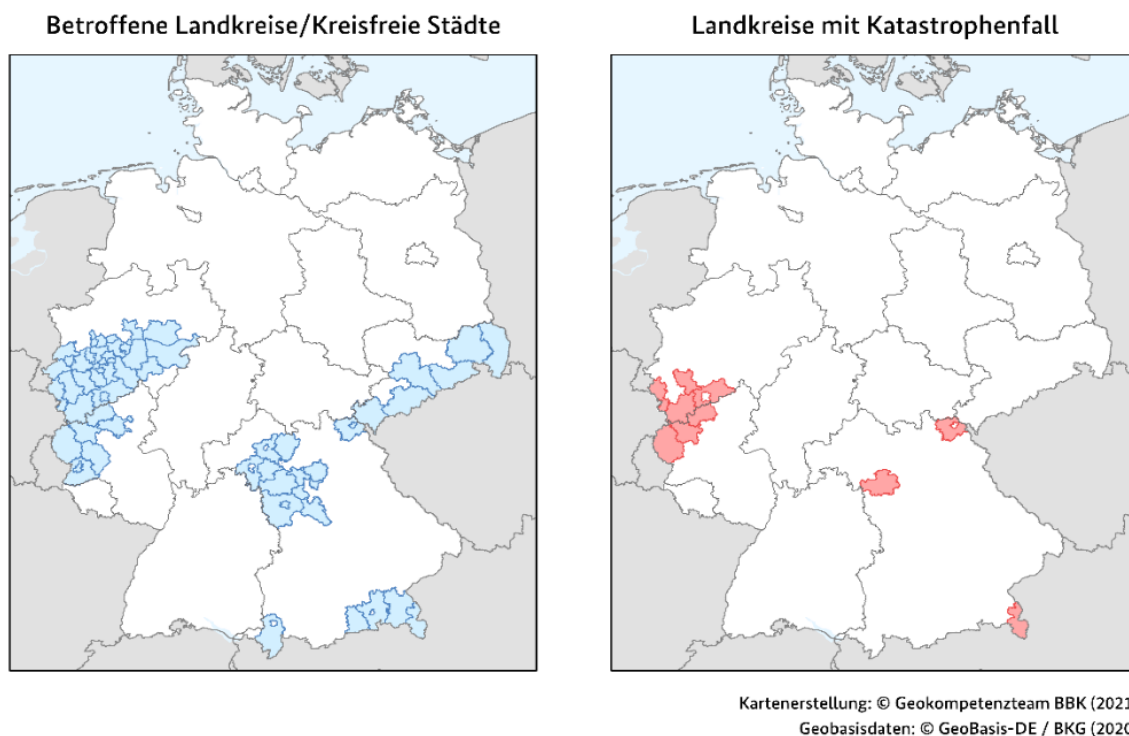 Betroffene Landkreise/Kreisfreie Städte
Landkreise mit Katastrophenfall
Kartenerstellung: © Geokompetenzteam BBK (2021
Geobasisdaten: © GeoBasis-DE / BKG (2020